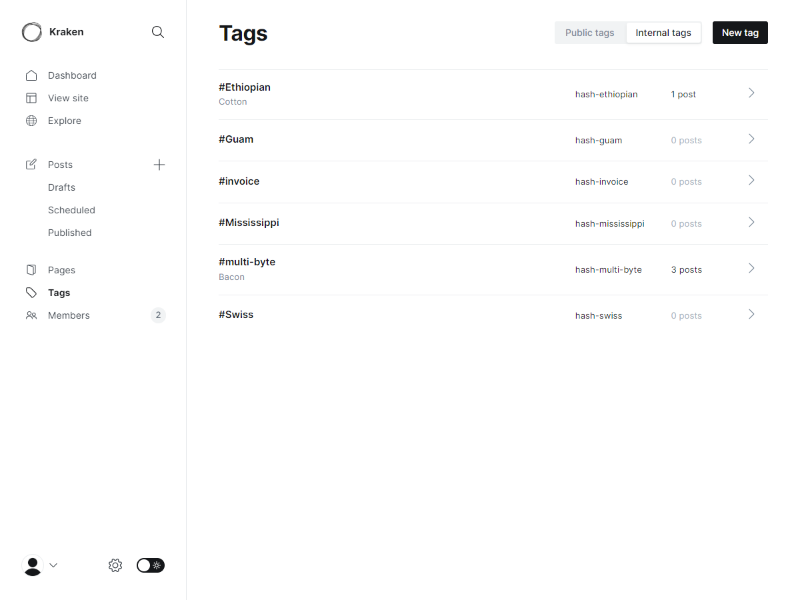 Kraken
Dashboard
View site
Explore
Posts
Drafts
Scheduled
Published
Pages
Tags
Members 2
Tags
Public tags Internal tags New tag
#Ethiopian hash-ethiopian 1 post
Cotton
#Guam hash-guam 0 posts
#invoice hash-invoice 0 posts
#Mississippi hash-mississippi 0 posts
#multi-byte hash-multi-byte 3 posts
Bacon
#Swiss hash-swiss 0 posts